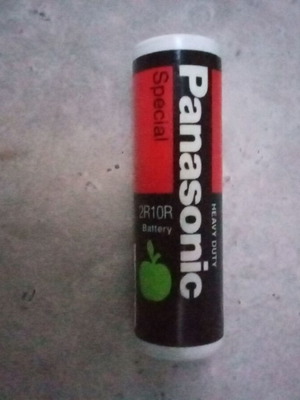 Panasonic
HEAVY DUTY
Special
2R10R
Battery